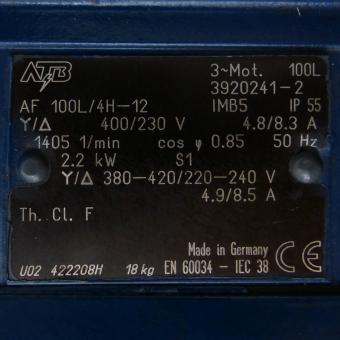 ATB
3~Mot. 100L
3920241-2
AF 100L/4H-12 IMB5 IP 55
Y/Δ 400/230 V 4.8/8.3 A
1405 1/min cos φ 0.85 50 Hz
2.2 kW S1
Y/Δ 380-420/220-240 V
4.9/8.5 A
Th. Cl. F
Made in Germany CE
U02 422208H 18 kg EN 60034 - IEC 38